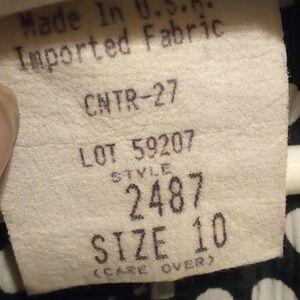 Made In U.S.A.
Imported Fabric
CNTR-27
LOT 59207
STYLE
2487
SIZE 10
(CARE OVER)